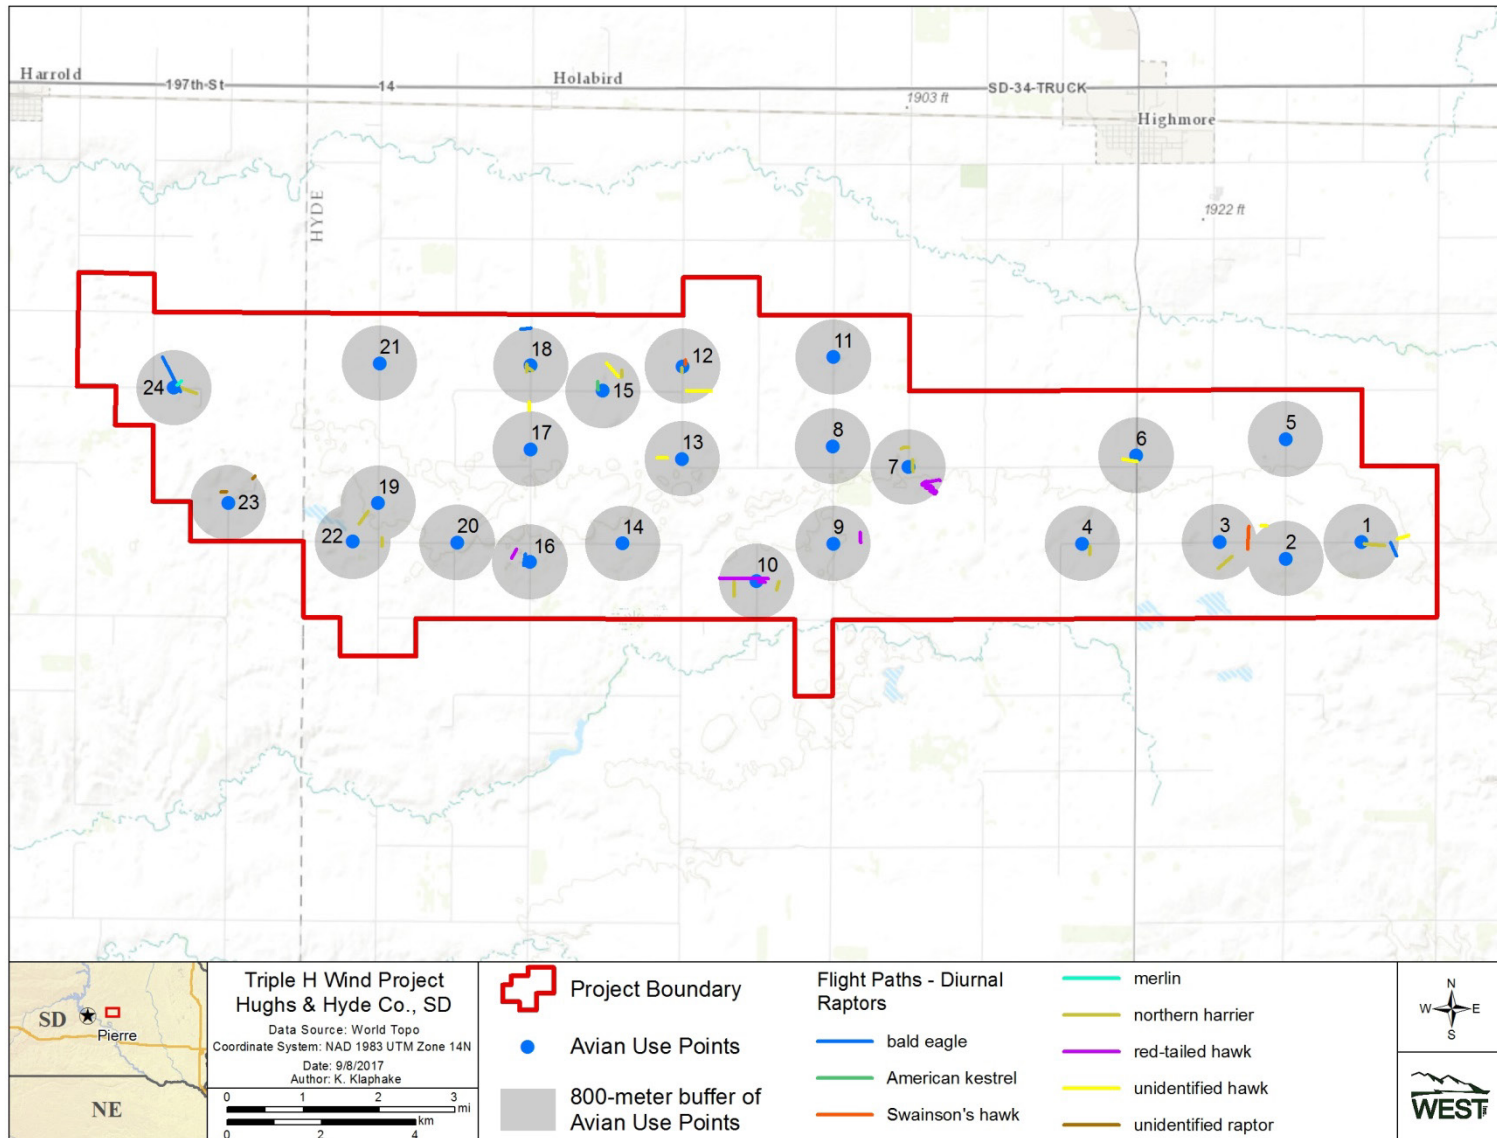 Harrold
197th-St
14
Holabird
SD-34-TRUCK
1903 ft
Highmore
HYDE
1922 ft
21
18
12
11
24
15
5
6
17
13
8
7
23
19
22
20
16
14
9
10
4
3
2
1
SD
Pierre
NE
Triple H Wind Project
Hughs & Hyde Co., SD
Data Source: World Topo
Coordinate System: NAD 1983 UTM Zone 14N
Date: 9/8/2017
Author: K. Klaphake
0 1 2 3
mi
km
0 2 4
Project Boundary
Avian Use Points
800-meter buffer of
Avian Use Points
Flight Paths - Diurnal
Raptors
bald eagle
American kestrel
Swainson's hawk
merlin
northern harrier
red-tailed hawk
unidentified hawk
unidentified raptor
N
W E
S
WEST